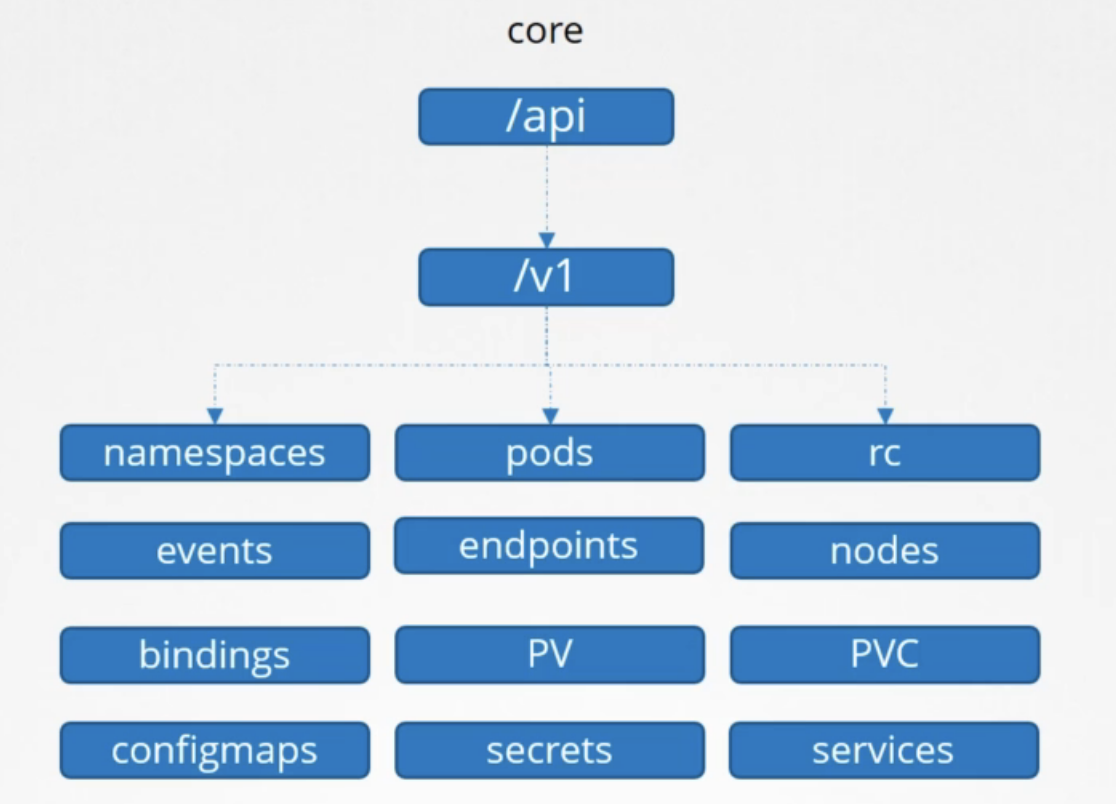 core
/api
/v1
namespaces
pods
rc
events
endpoints
nodes
bindings
PV
PVC
configmaps
secrets
services